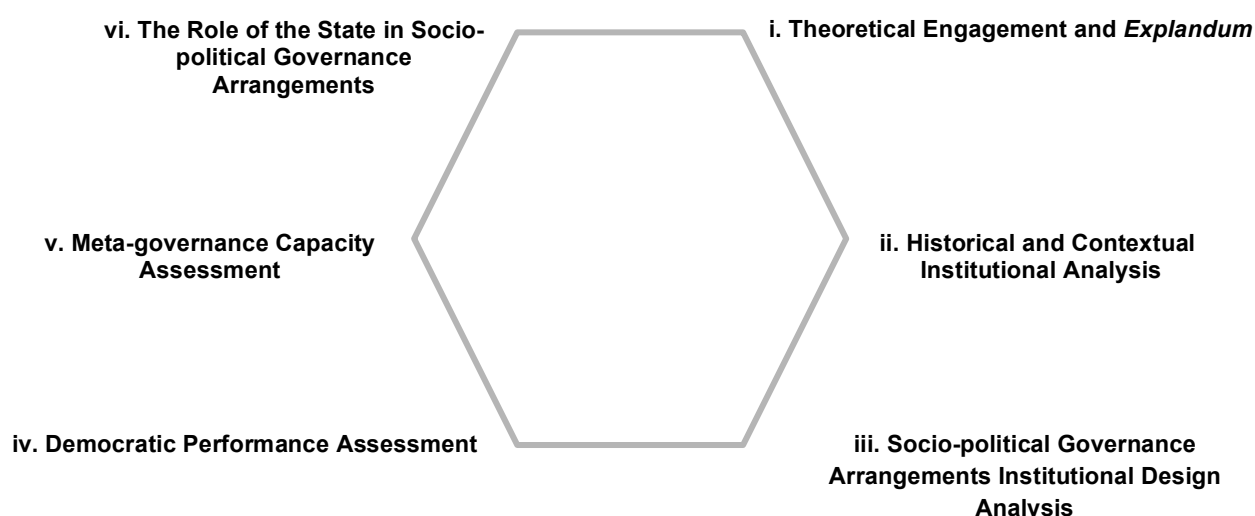 vi. The Role of the State in Socio-
political Governance
Arrangements
i. Theoretical Engagement and Explandum
v. Meta-governance Capacity
Assessment
ii. Historical and Contextual
Institutional Analysis
iv. Democratic Performance Assessment
iii. Socio-political Governance
Arrangements Institutional Design
Analysis